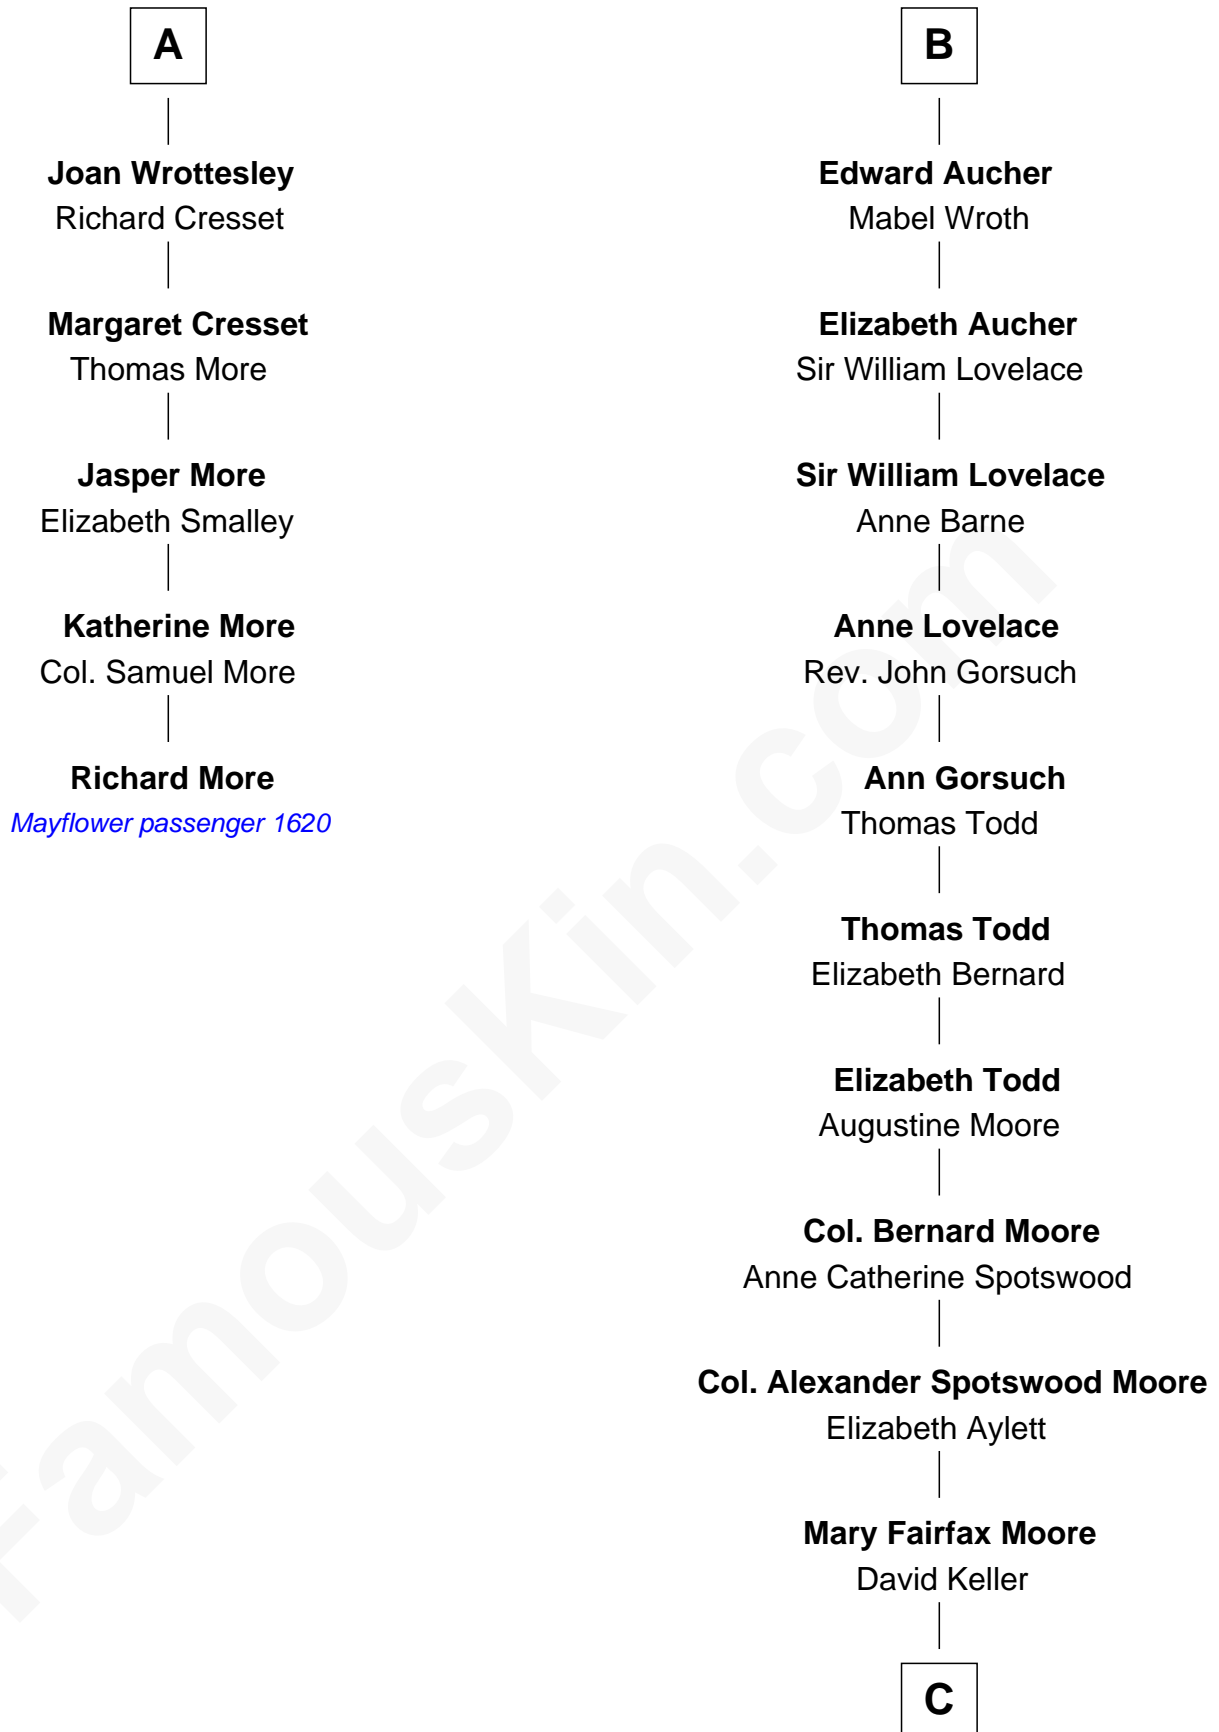 A
Joan Wrottesley
Richard Cresset
Margaret Cresset
Thomas More
Jasper More
Elizabeth Smalley
Katherine More
Col. Samuel More
Richard More
Mayflower passenger 1620
B
Edward Aucher
Mabel Wroth
Elizabeth Aucher
Sir William Lovelace
Sir William Lovelace
Anne Barne
Anne Lovelace
Rev. John Gorsuch
Ann Gorsuch
Thomas Todd
Thomas Todd
Elizabeth Bernard
Elizabeth Todd
Augustine Moore
Col. Bernard Moore
Anne Catherine Spotswood
Col. Alexander Spotswood Moore
Elizabeth Aylett
Mary Fairfax Moore
David Keller
C
FamousKin.com